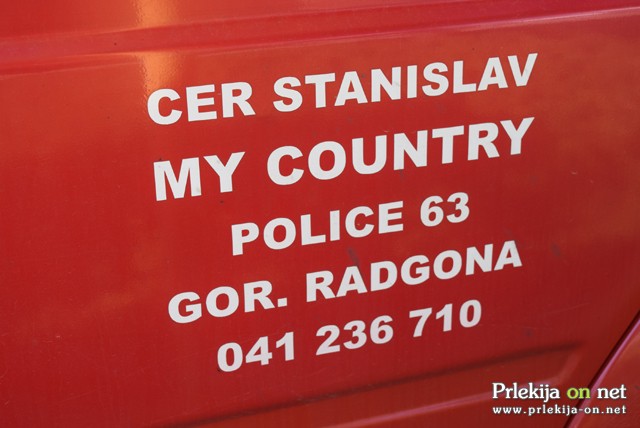 CER STANISLAV
MY COUNTRY
POLICE 63
GOR. RADGONA
041 236 710
Prlekija on net
www.prlekija-on.net